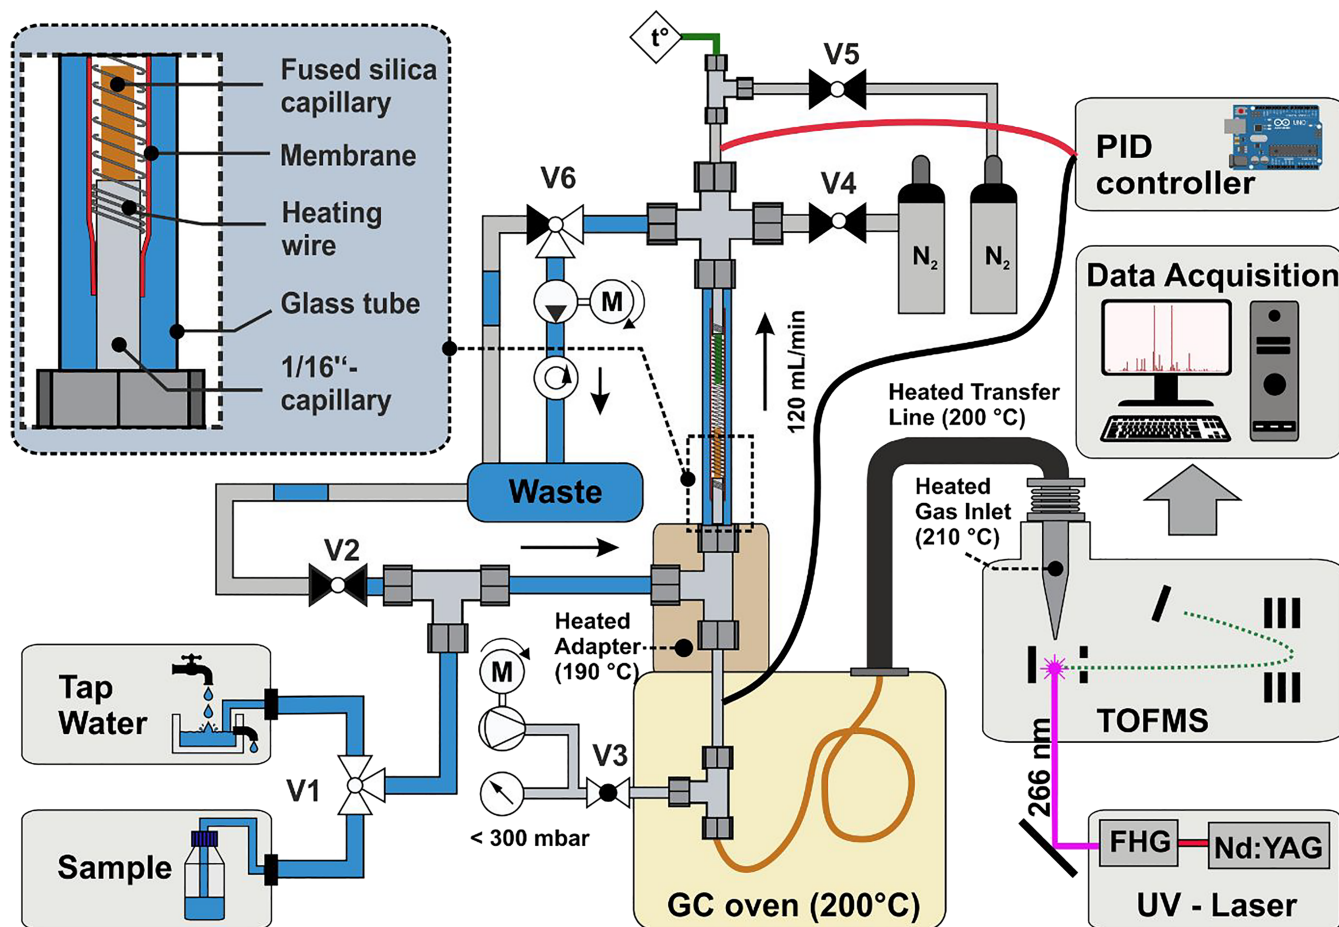 Fused silica
capillary
Membrane
Heating
wire
Glass tube
1/16"-
capillary
t°
V5
V6
V4
N₂
N₂
M
PID
controller
UNO
Data Acquisition
120 mL/min
Heated Transfer
Line (200 °C)
Heated
Gas Inlet
(210 °C)
Waste
V2
Heated
Adapter
(190 °C)
M
Tap
Water
V1
V3
< 300 mbar
Sample
GC oven (200°C)
TOFMS
266 nm
FHG
Nd:YAG
UV - Laser